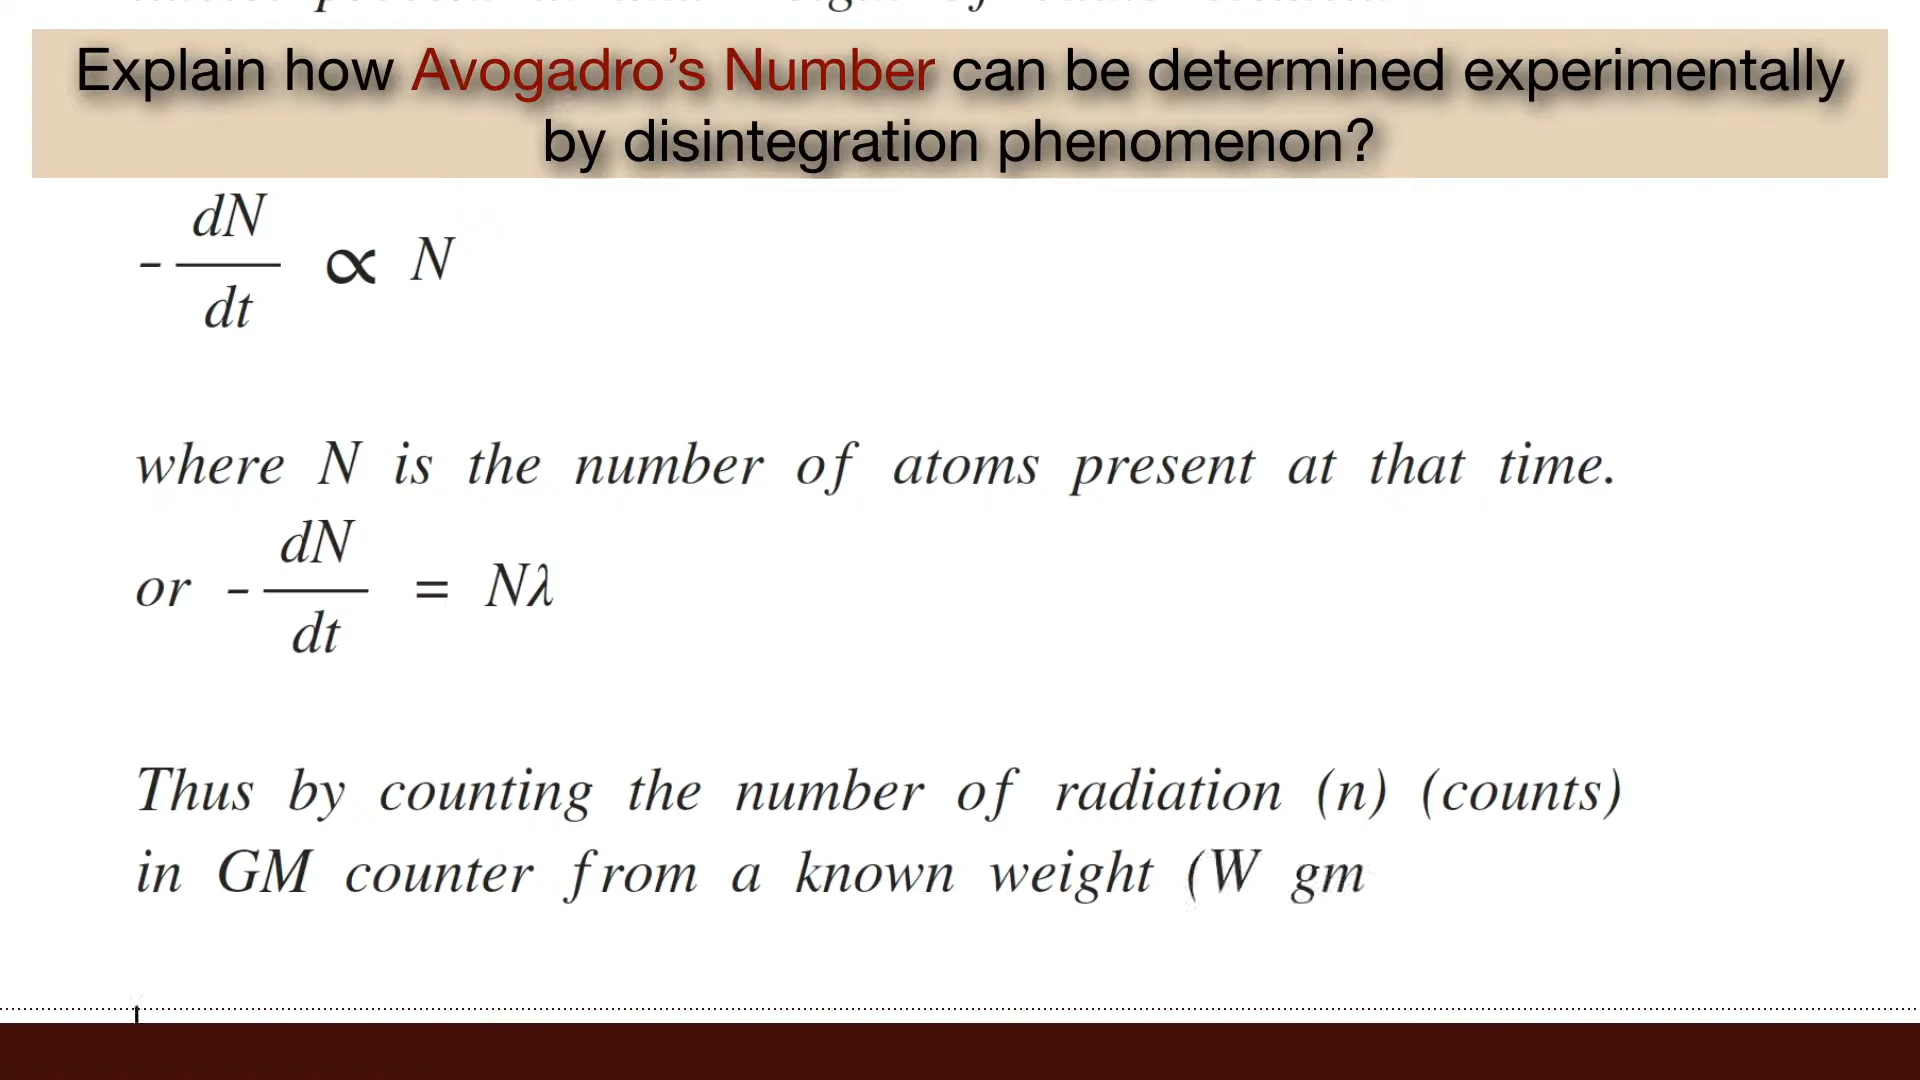 Explain how Avogadro's Number can be determined experimentally
by disintegration phenomenon?
- dN/dt ∝ N
where N is the number of atoms present at that time.
or - dN/dt = Nλ
Thus by counting the number of radiation (n) (counts)
in GM counter from a known weight (W gm